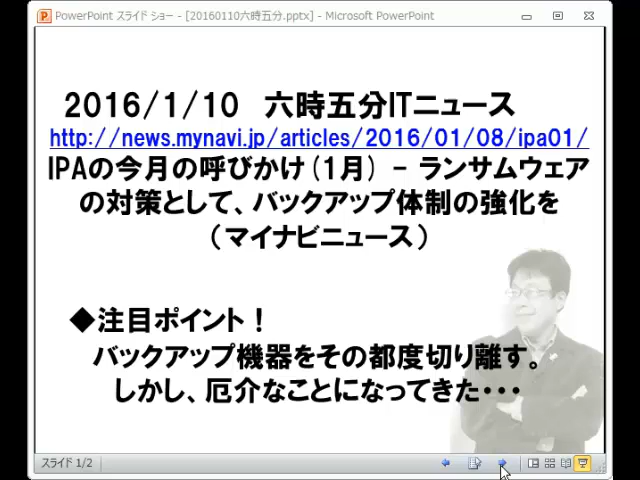 PowerPoint スライド ショー - [20160110六時五分.pptx] - Microsoft PowerPoint
2016/1/10 六時五分ITニュース
http://news.mynavi.jp/articles/2016/01/08/ipa01/
IPAの今月の呼びかけ(1月) - ランサムウェア
の対策として、バックアップ体制の強化を
(マイナビニュース)
◆注目ポイント!
バックアップ機器をその都度切り離す。
しかし、厄介なことになってきた・・・
スライド 1/2